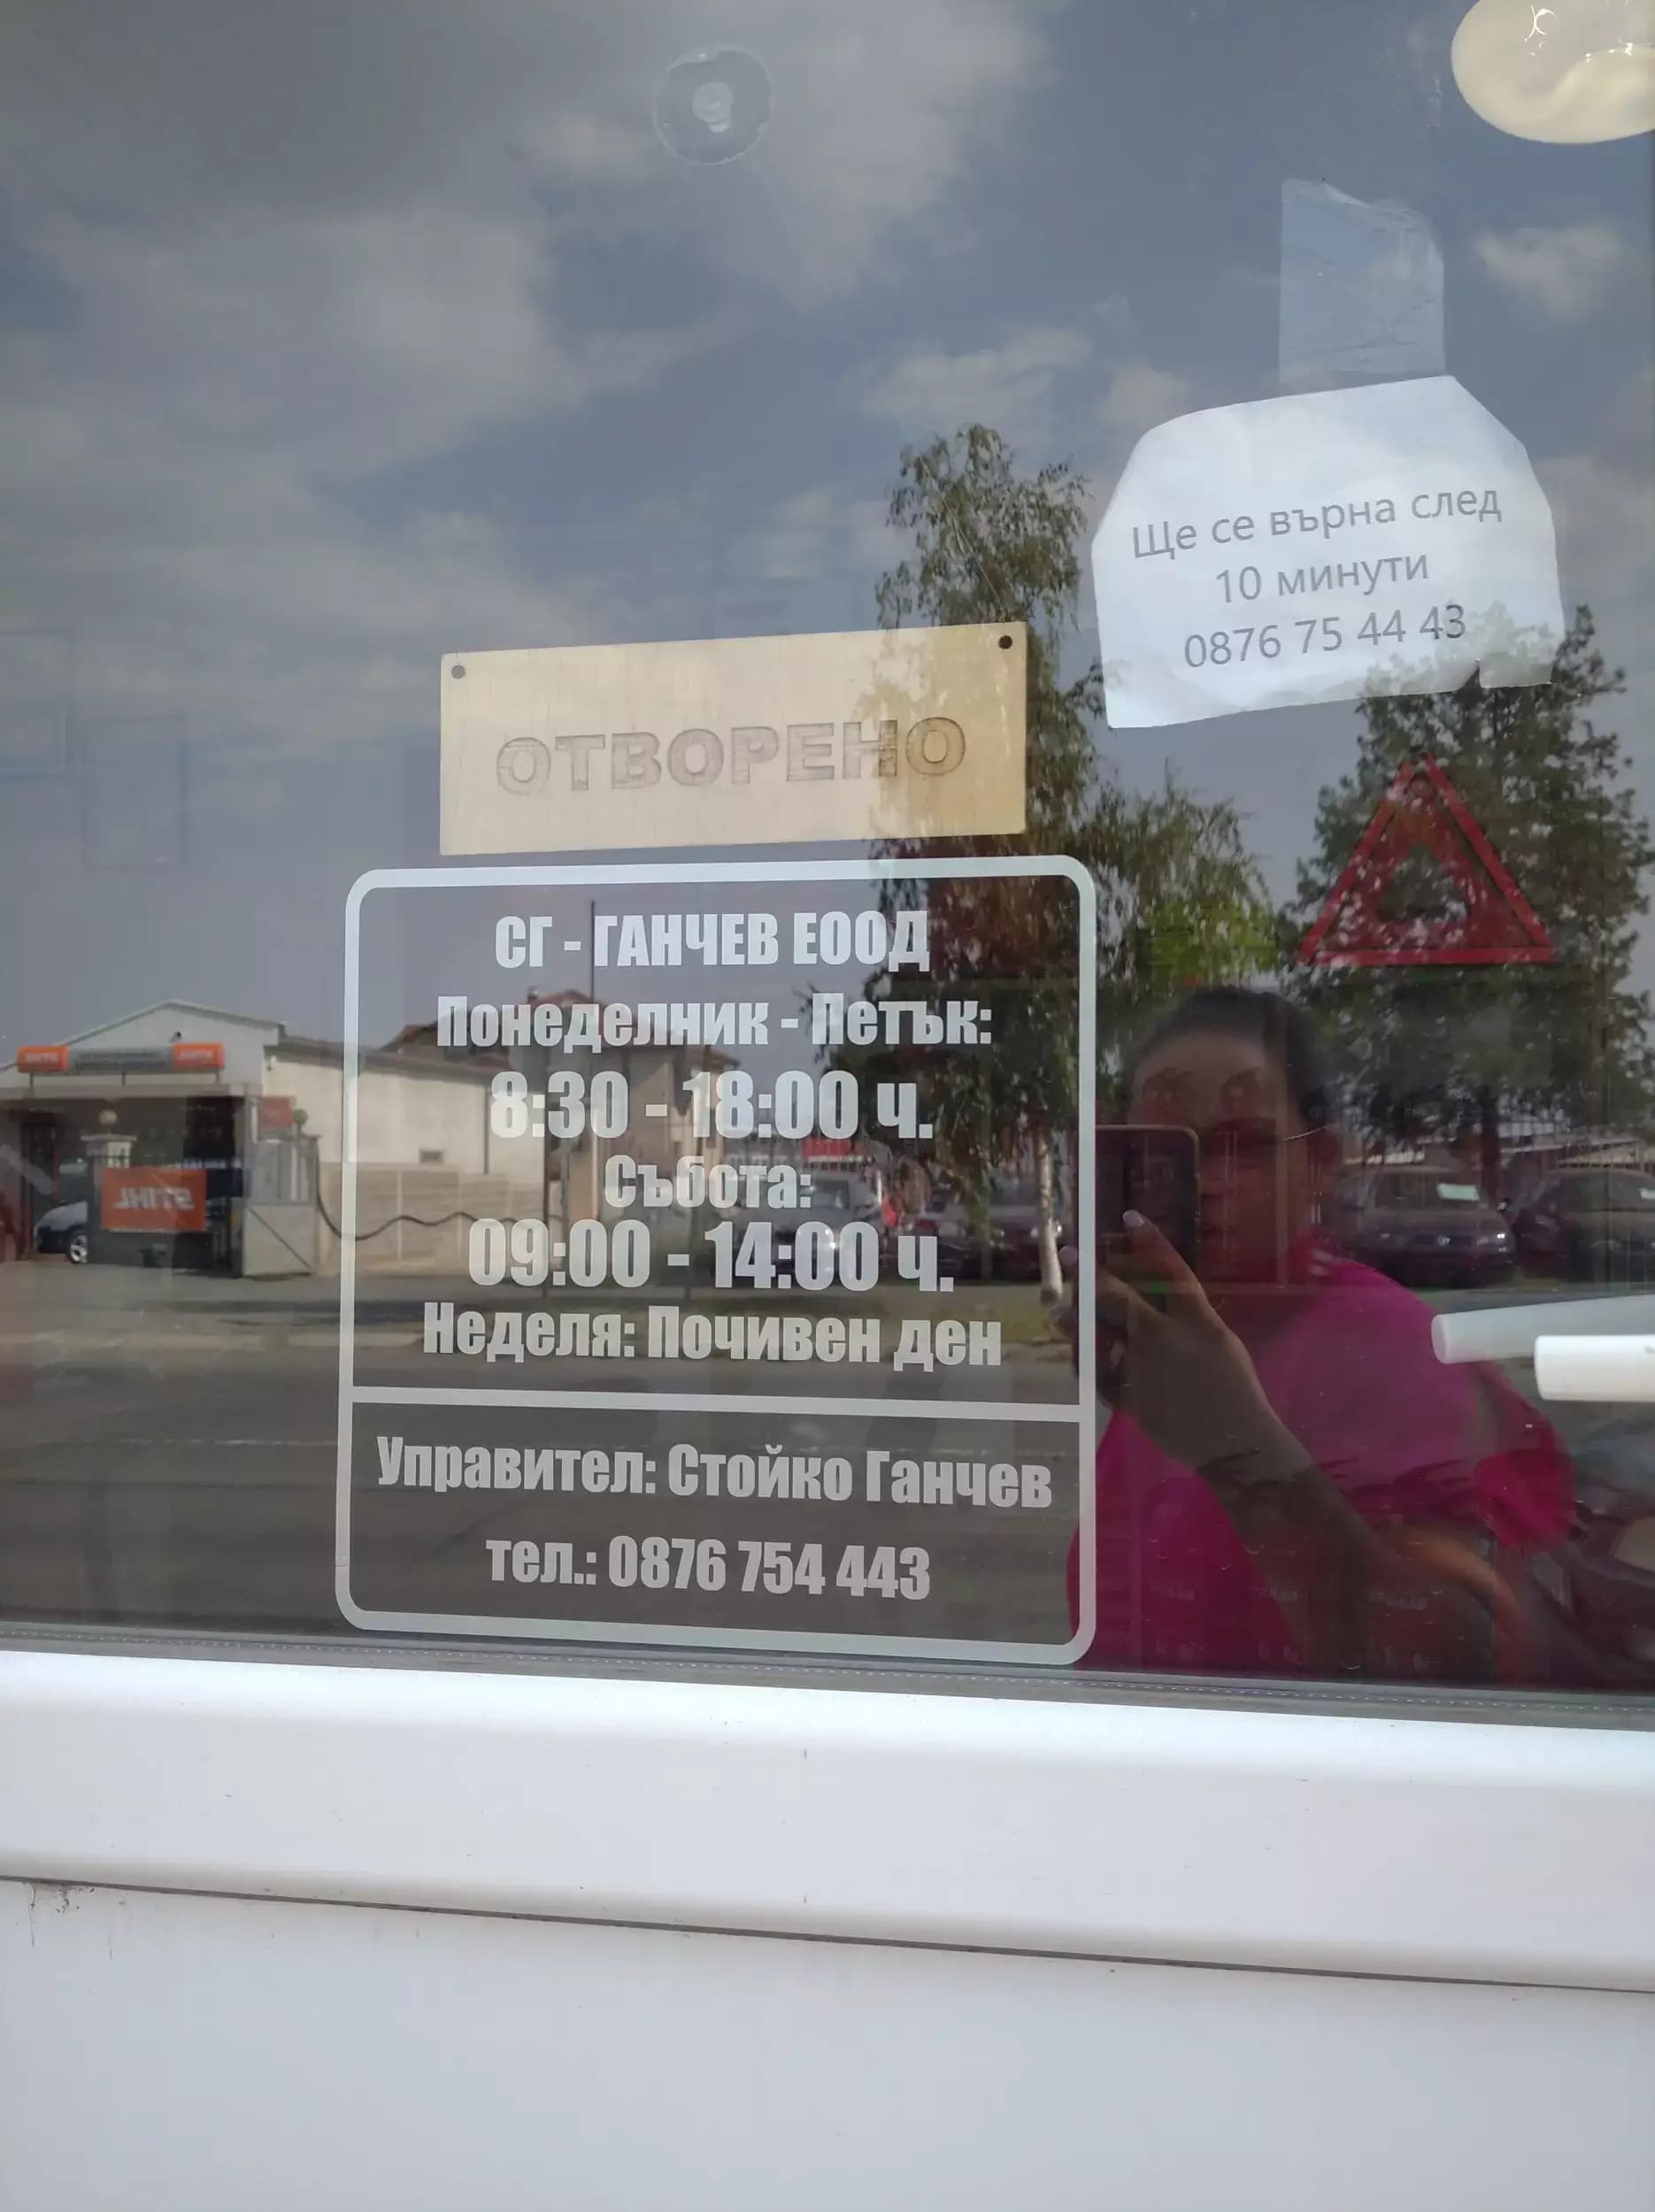 Ще се върна след
10 минути
0876 75 44 43
ОТВОРЕНО
СГ - ГАНЧЕВ ЕООД
Понеделник - Петък:
8:30 - 18:00 ч.
Събота:
09:00 - 14:00 ч.
Неделя: Почивен ден
Управител: Стойко Ганчев
тел.: 0876 754 443
STIHL